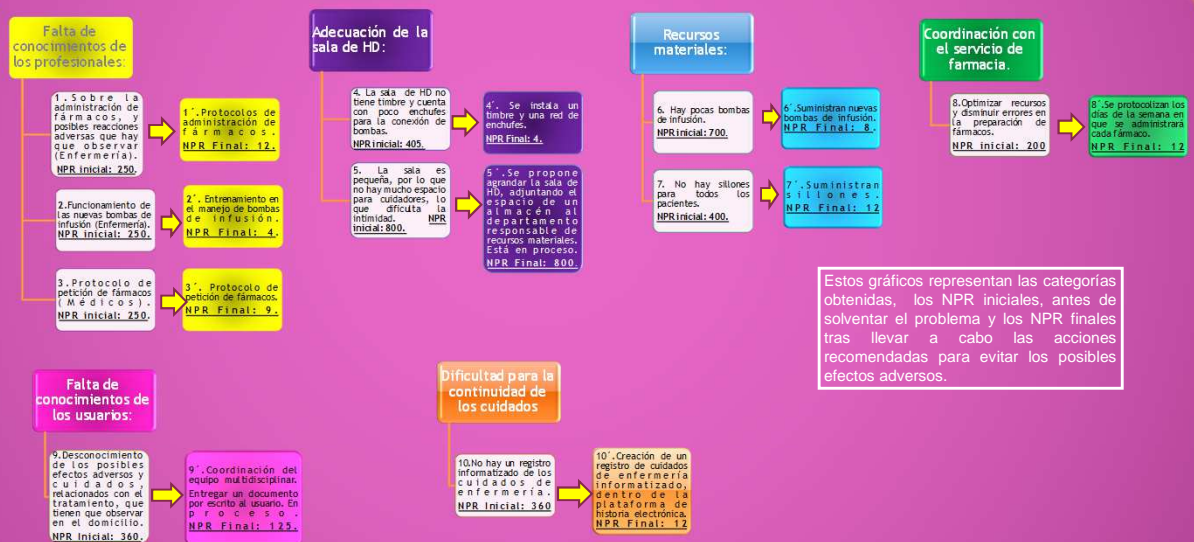 Falta de
conocimientos de
los profesionales:
1.Sobre la
administración de
fármacos, y
posibles reacciones
adversas que hay
que observar
(Enfermería).
NPR inicial: 250.
1´.Protocolos de
administración de
fármacos.
NPR Final: 12.
2.Funcionamiento de
las nuevas bombas de
infusión (Enfermería).
NPR inicial: 250.
2´. Entrenamiento en
el manejo de bombas
de infusión.
NPR Final: 4.
3.Protocolo de
petición de fármacos
(Médicos).
NPR inicial: 250.
3´. Protocolo de
petición de fármacos.
NPR Final: 9.
Adecuación de la
sala de HD:
4. La sala de HD no
tiene timbre y cuenta
con poco enchufes
para la conexión de
bombas.
NPR inicial: 405.
4´. Se instala un
timbre y una red de
enchufes.
NPR Final: 4.
5. La sala es
pequeña, por lo que
no hay mucho espacio
para cuidadores, lo
que dificulta la
intimidad. NPR
inicial: 800.
5´.Se propone
agrandar la sala de
HD, adjuntando el
espacio de un
almacén al
departamento
responsable de
recursos materiales.
Está en proceso.
NPR Final: 800.
Recursos
materiales:
6. Hay pocas bombas
de infusión.
NPR inicial: 700.
6´.Suministran nuevas
bombas de infusión.
NPR Final: 8.
7. No hay sillones
para todos los
pacientes.
NPR inicial: 400.
7´.Suministran
sillones.
NPR Final: 12
Coordinación con
el servicio de
farmacia.
8.Optimizar recursos
y disminuir errores en
la preparación de
fármacos.
NPR inicial: 200
8´.Se protocolizan los
días de la semana en
que se administrará
cada fármaco.
NPR Final: 12
Estos gráficos representan las categorías
obtenidas, los NPR iniciales, antes de
solventar el problema y los NPR finales
tras llevar a cabo las acciones
recomendadas para evitar los posibles
efectos adversos.
Falta de
conocimientos de
los usuarios:
9.Desconocimiento
de los posibles
efectos adversos y
cuidados,
relacionados con el
tratamiento, que
tienen que observar
en el domicilio.
NPR Inicial: 360.
9´.Coordinación del
equipo multidisciplinar.
Entregar un documento
por escrito al usuario. En
proceso.
NPR Final: 125.
Dificultad para la
continuidad de
los cuidados
10.No hay un registro
informatizado de los
cuidados de
enfermería.
NPR Inicial: 360
10´.Creación de un
registro de cuidados
de enfermería
informatizado,
dentro de la
plataforma de
historia electrónica.
NPR Final: 12